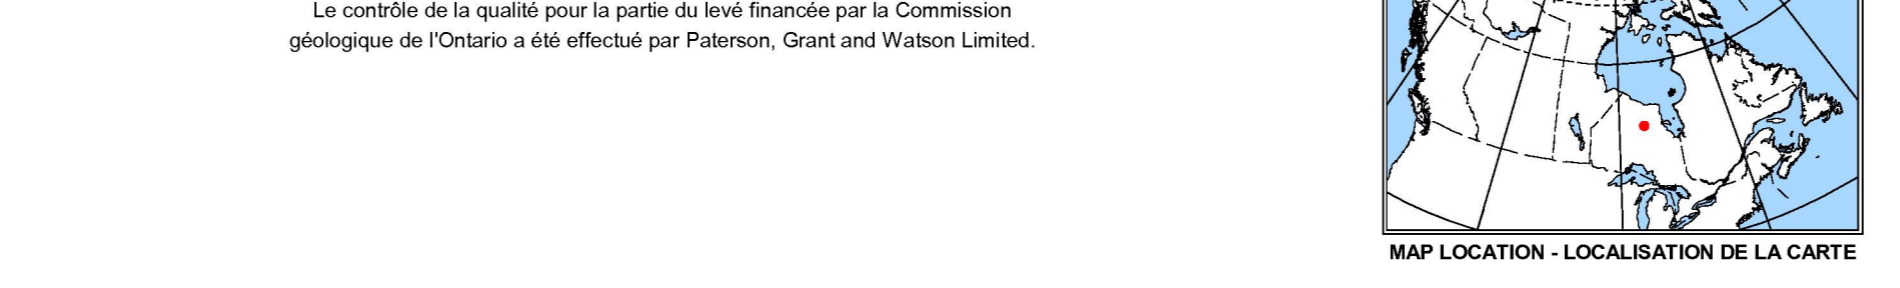 Le contrôle de la qualité pour la partie du levé financée par la Commission
géologique de l'Ontario a été effectué par Paterson, Grant and Watson Limited.
MAP LOCATION - LOCALISATION DE LA CARTE